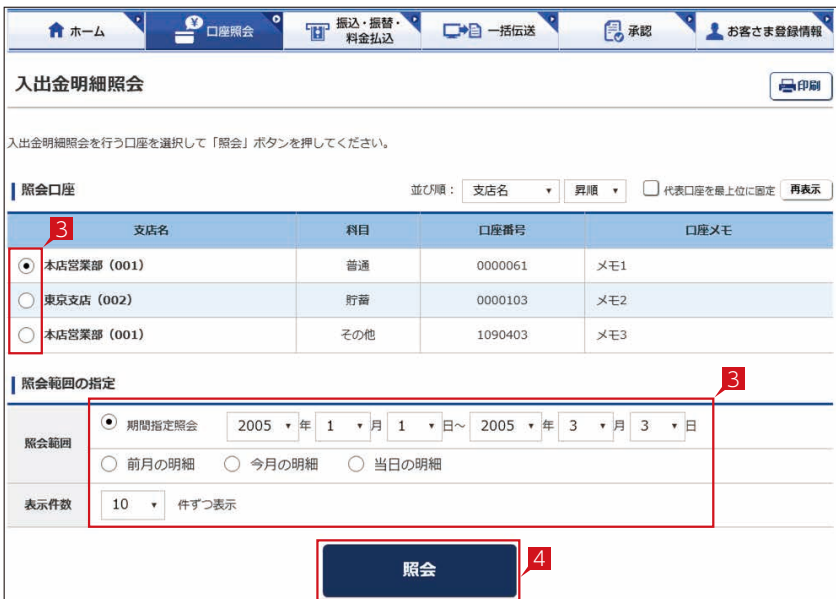 ホーム 口座照会 振込・振替・料金払込 一括伝送 承認 お客さま登録情報
入出金明細照会 印刷
入出金明細照会を行う口座を選択して「照会」ボタンを押してください。
照会口座 並び順： 支店名 昇順 代表口座を最上位に固定 再表示
3
支店名 科目 口座番号 口座メモ
本店営業部（001） 普通 0000061 メモ1
東京支店（002） 貯蓄 0000103 メモ2
本店営業部（001） その他 1090403 メモ3
照会範囲の指定
3
照会範囲 期間指定照会 2005 年 1 月 1 日～ 2005 年 3 月 3 日
前月の明細 今月の明細 当日の明細
表示件数 10 件ずつ表示
照会
4